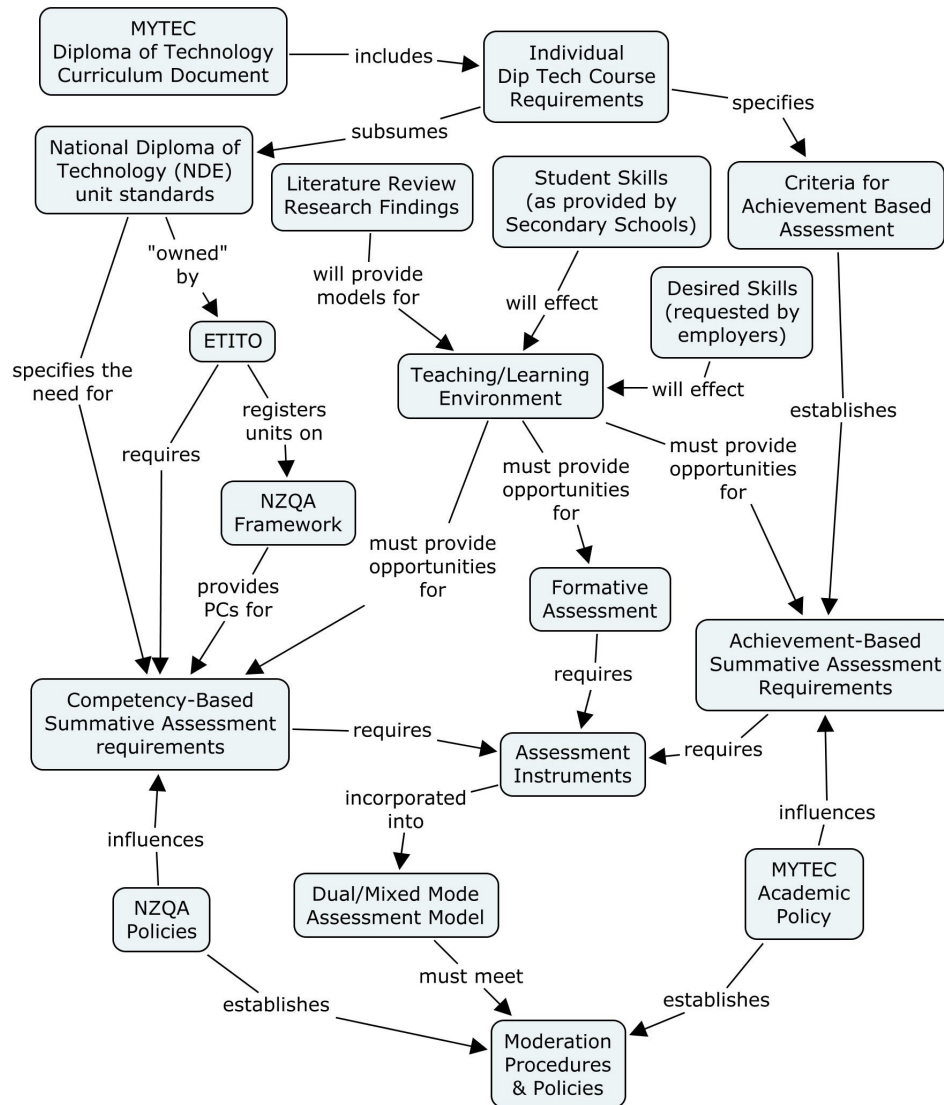 MYTEC
Diploma of Technology
Curriculum Document
includes
Individual
Dip Tech Course
Requirements
subsumes
specifies
National Diploma of
Technology (NDE)
unit standards
Literature Review
Research Findings
Student Skills
(as provided by
Secondary Schools)
Criteria for
Achievement Based
Assessment
"owned"
by
will provide
models for
will effect
Desired Skills
(requested by
employers)
ETITO
specifies the
need for
Teaching/Learning
Environment
will effect
establishes
registers
units on
requires
must provide
opportunities
for
must provide
opportunities
for
NZQA
Framework
must provide
opportunities
for
provides
PCs for
Formative
Assessment
Achievement-Based
Summative Assessment
Requirements
requires
Competency-Based
Summative Assessment
requirements
requires
Assessment
Instruments
requires
incorporated
into
influences
influences
NZQA
Policies
Dual/Mixed Mode
Assessment Model
MYTEC
Academic
Policy
must meet
establishes
establishes
Moderation
Procedures
& Policies